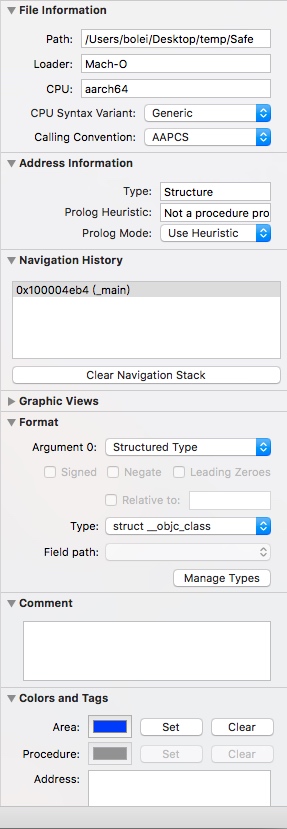 File Information
Path: /Users/bolei/Desktop/temp/Safe
Loader: Mach-O
CPU: aarch64
CPU Syntax Variant: Generic
Calling Convention: AAPCS
Address Information
Type: Structure
Prolog Heuristic: Not a procedure pro
Prolog Mode: Use Heuristic
Navigation History
0x100004eb4 (_main)
Clear Navigation Stack
Graphic Views
Format
Argument 0: Structured Type
Signed Negate Leading Zeroes
Relative to:
Type: struct __objc_class
Field path:
Manage Types
Comment
Colors and Tags
Area: Set Clear
Procedure: Set Clear
Address: